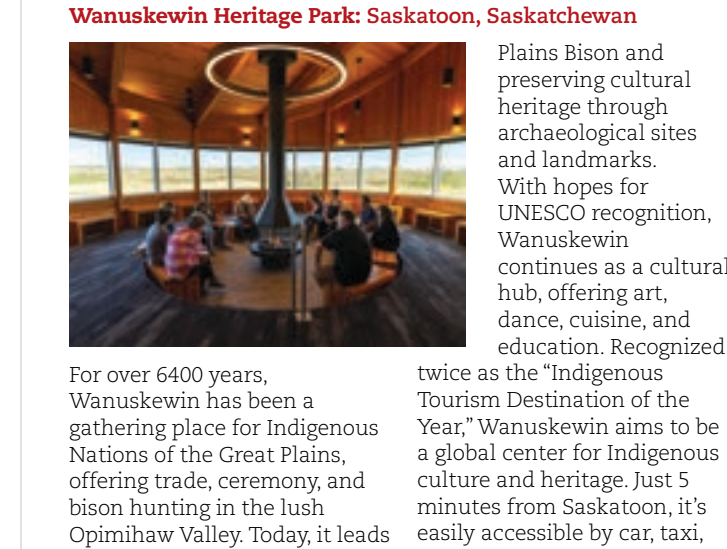 Wanuskewin Heritage Park: Saskatoon, Saskatchewan
For over 6400 years,
Wanuskewin has been a
gathering place for Indigenous
Nations of the Great Plains,
offering trade, ceremony, and
bison hunting in the lush
Opimihaw Valley. Today, it leads
Plains Bison and
preserving cultural
heritage through
archaeological sites
and landmarks.
With hopes for
UNESCO recognition,
Wanuskewin
continues as a cultural
hub, offering art,
dance, cuisine, and
education. Recognized
twice as the “Indigenous
Tourism Destination of the
Year,” Wanuskewin aims to be
a global center for Indigenous
culture and heritage. Just 5
minutes from Saskatoon, it’s
easily accessible by car, taxi,